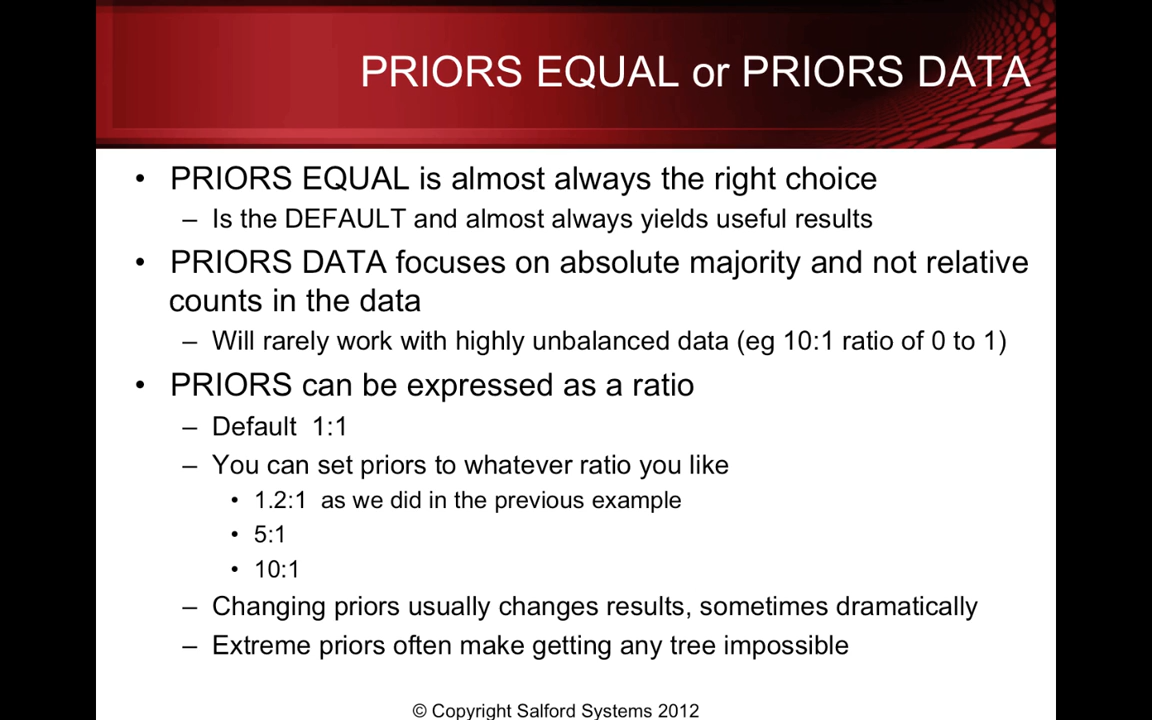 PRIORS EQUAL or PRIORS DATA
• PRIORS EQUAL is almost always the right choice
– Is the DEFAULT and almost always yields useful results
• PRIORS DATA focuses on absolute majority and not relative
counts in the data
– Will rarely work with highly unbalanced data (eg 10:1 ratio of 0 to 1)
• PRIORS can be expressed as a ratio
– Default  1:1
– You can set priors to whatever ratio you like
• 1.2:1  as we did in the previous example
• 5:1
• 10:1
– Changing priors usually changes results, sometimes dramatically
– Extreme priors often make getting any tree impossible
© Copyright Salford Systems 2012